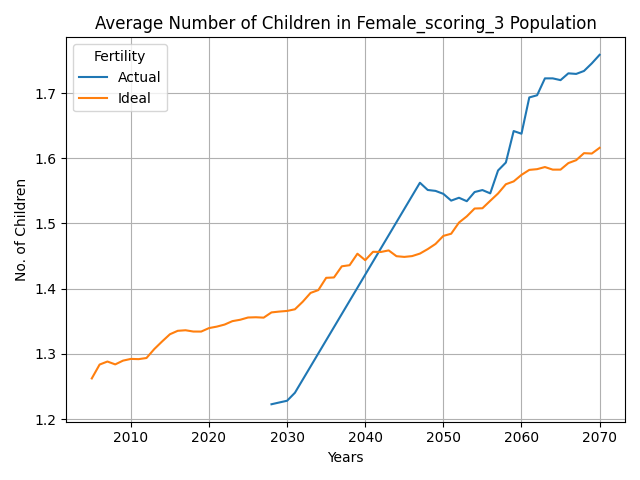 Average Number of Children in Female_scoring_3 Population
Fertility
Actual
Ideal
No. of Children
1.7
1.6
1.5
1.4
1.3
1.2
2010 2020 2030 2040 2050 2060 2070
Years